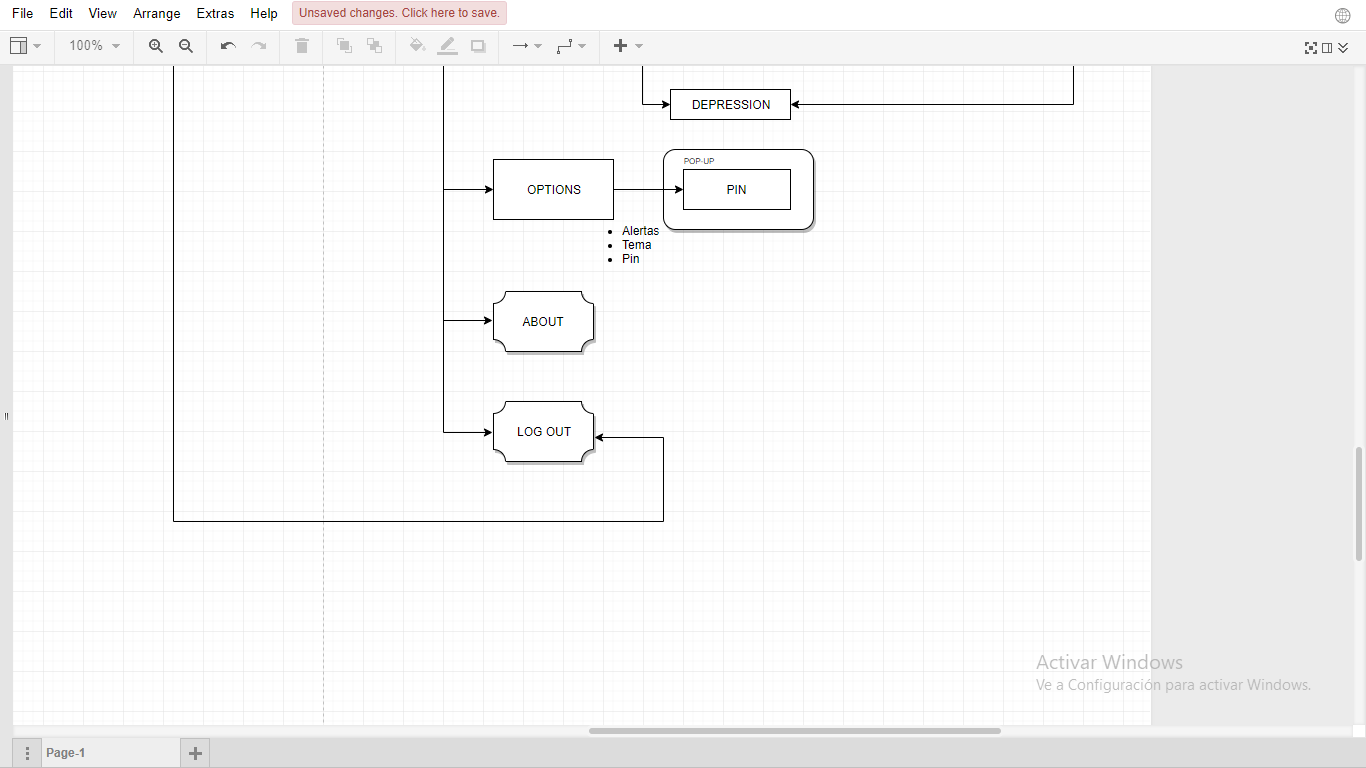 File Edit View Arrange Extras Help Unsaved changes. Click here to save.
100%
DEPRESSION
POP-UP
OPTIONS
PIN
Alertas
Tema
Pin
ABOUT
LOG OUT
Activar Windows
Ve a Configuración para activar Windows.
Page-1